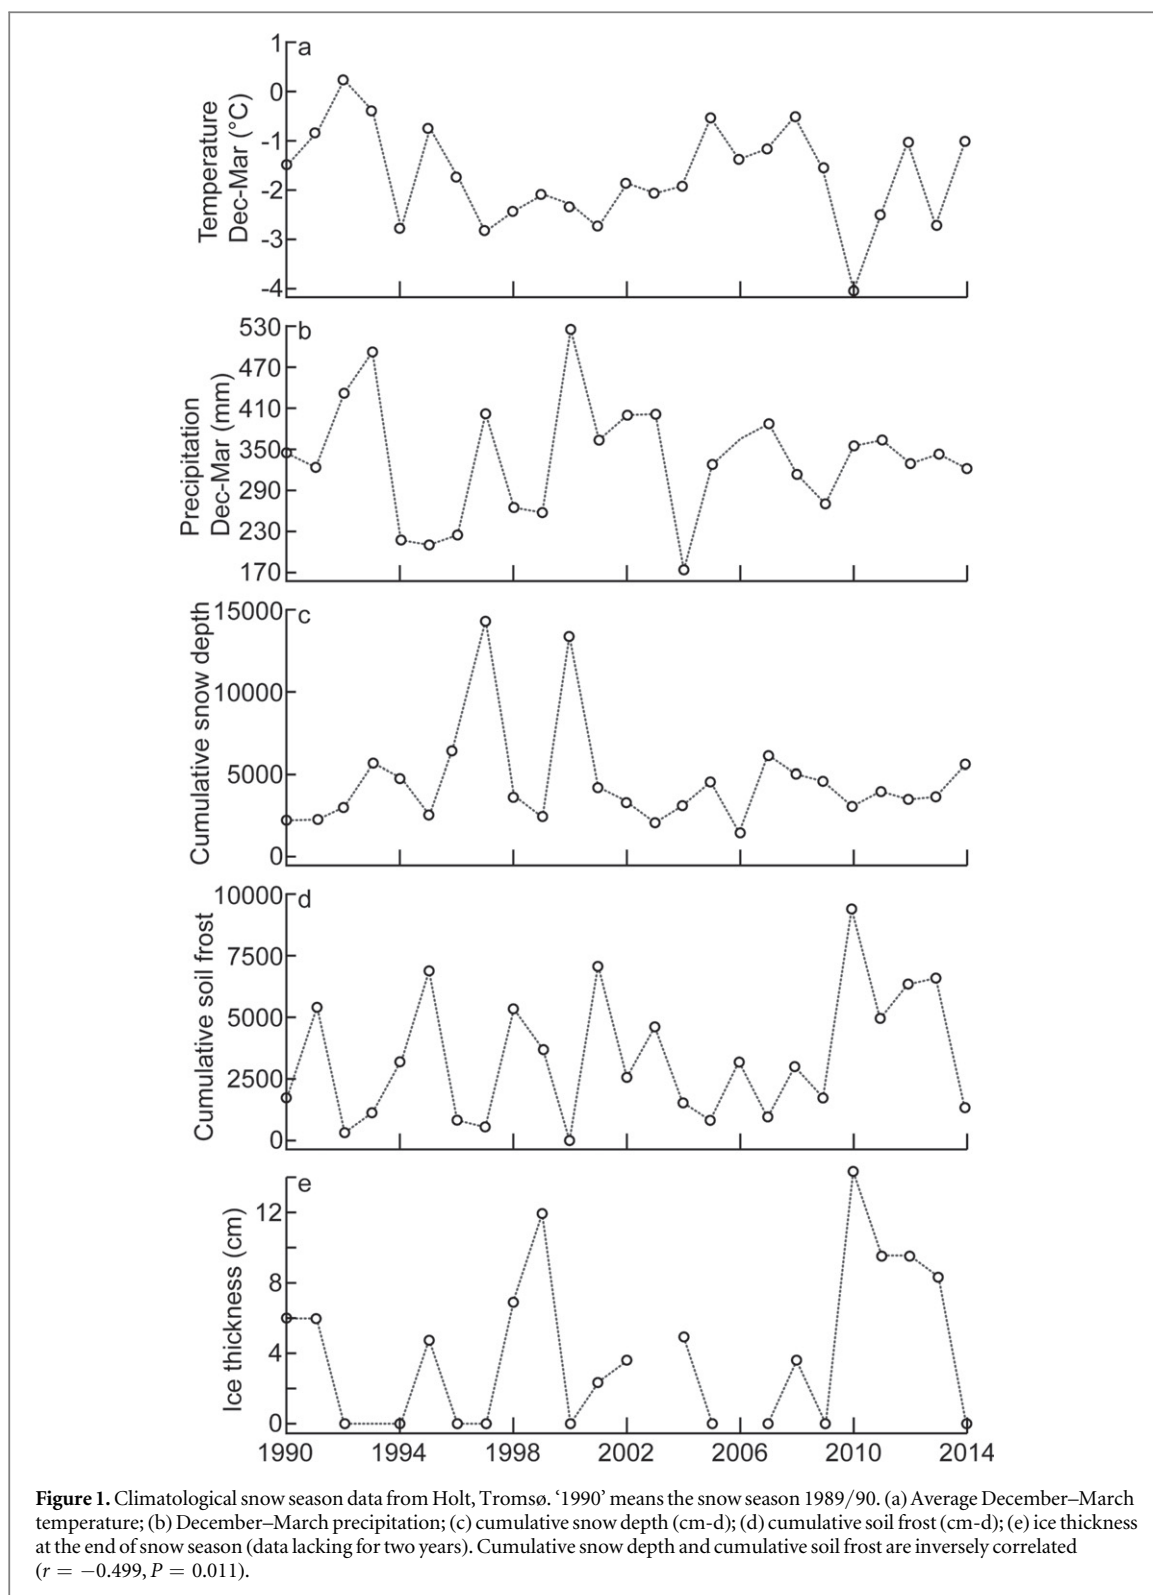 a
1
0
-1
-2
-3
-4
Temperature
Dec-Mar (°C)
b
530
470
410
350
290
230
170
Precipitation
Dec-Mar (mm)
c
15000
10000
5000
0
Cumulative snow depth
d
10000
7500
5000
2500
0
Cumulative soil frost
e
12
8
4
0
Ice thickness (cm)
1990 1994 1998 2002 2006 2010 2014
Figure 1. Climatological snow season data from Holt, Tromsø. ‘1990’ means the snow season 1989/90. (a) Average December–March
temperature; (b) December–March precipitation; (c) cumulative snow depth (cm-d); (d) cumulative soil frost (cm-d); (e) ice thickness
at the end of snow season (data lacking for two years). Cumulative snow depth and cumulative soil frost are inversely correlated
(r = −0.499, P = 0.011).